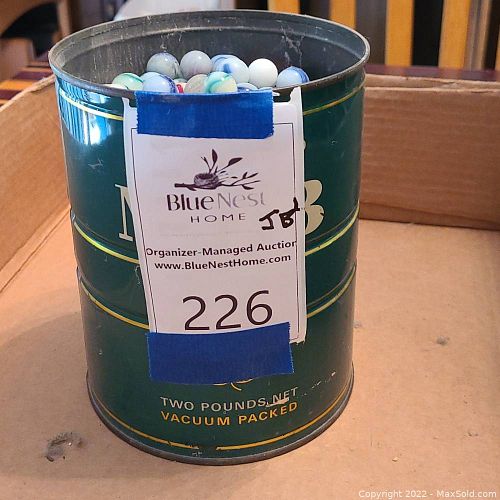 BlueNest
HOME
JB
Organizer-Managed Auction
www.BlueNestHome.com
226
TWO POUNDS NET
VACUUM PACKED
Copyright 2022 - MaxSold.com